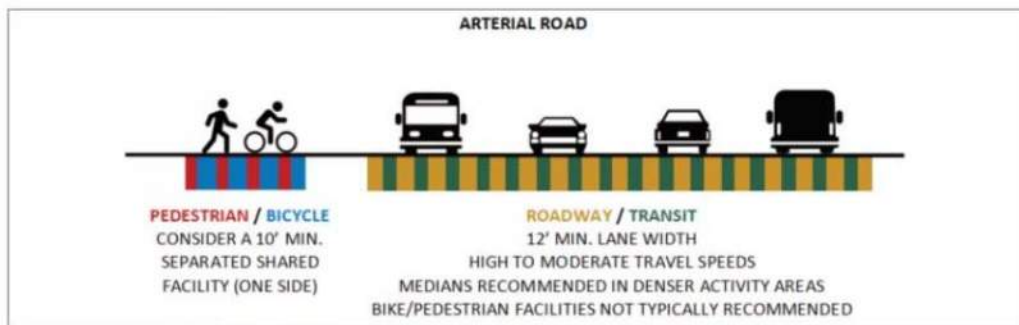 ARTERIAL ROAD
PEDESTRIAN / BICYCLE
CONSIDER A 10' MIN.
SEPARATED SHARED
FACILITY (ONE SIDE)
ROADWAY / TRANSIT
12' MIN. LANE WIDTH
HIGH TO MODERATE TRAVEL SPEEDS
MEDIANS RECOMMENDED IN DENSER ACTIVITY AREAS
BIKE/PEDESTRIAN FACILITIES NOT TYPICALLY RECOMMENDED